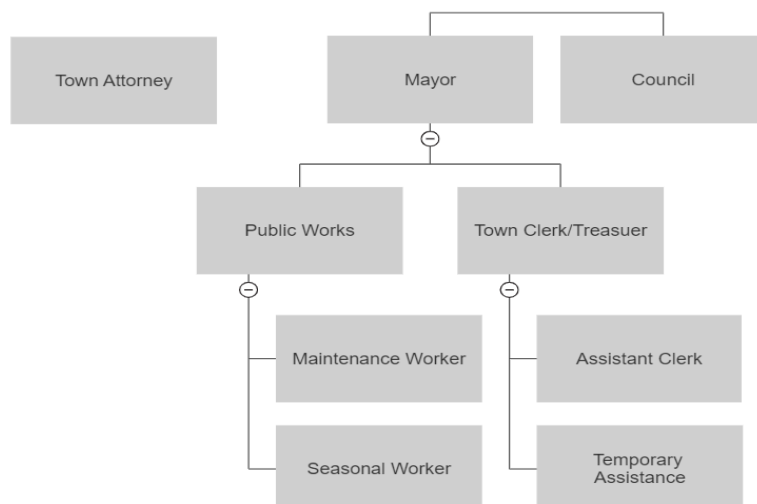 Town Attorney
Mayor
Council
Public Works
Town Clerk/Treasuer
Maintenance Worker
Assistant Clerk
Seasonal Worker
Temporary
Assistance